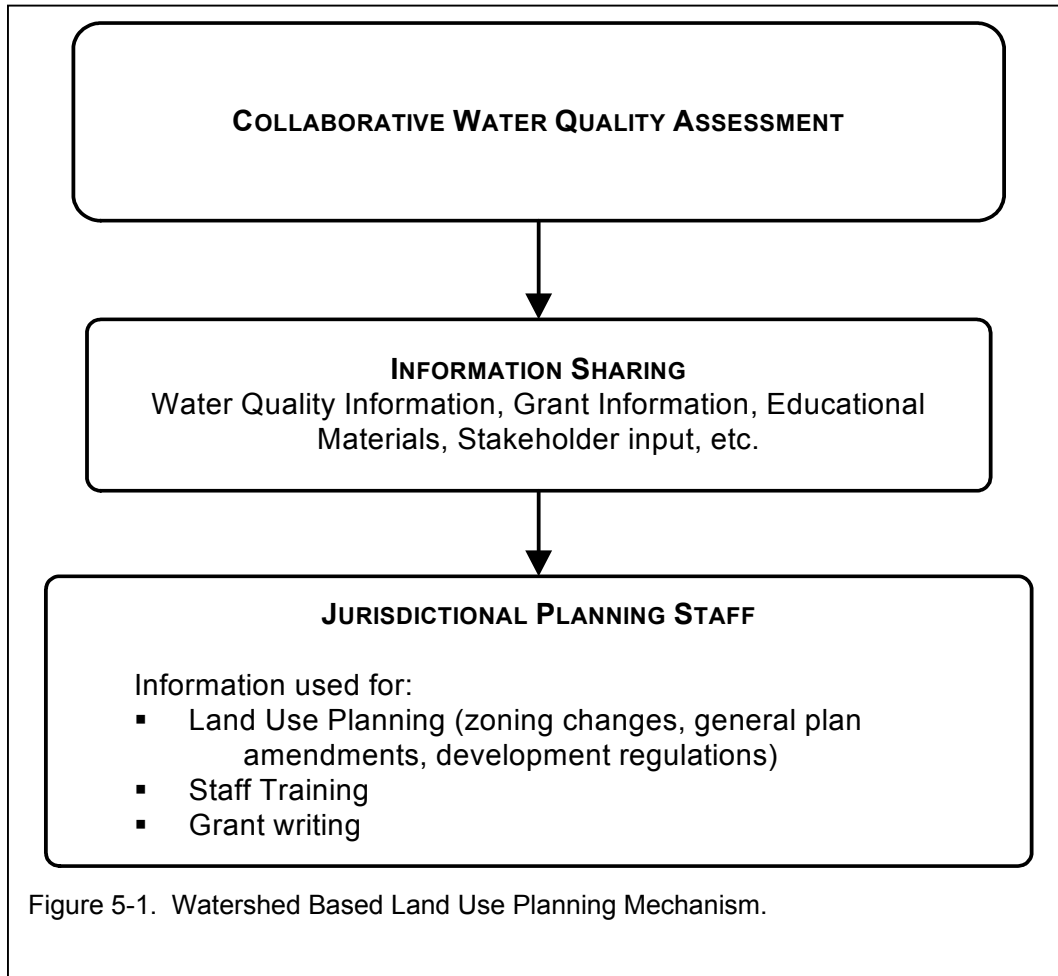 COLLABORATIVE WATER QUALITY ASSESSMENT
INFORMATION SHARING
Water Quality Information, Grant Information, Educational
Materials, Stakeholder input, etc.
JURISDICTIONAL PLANNING STAFF
Information used for:
▪ Land Use Planning (zoning changes, general plan
amendments, development regulations)
▪ Staff Training
▪ Grant writing
Figure 5-1. Watershed Based Land Use Planning Mechanism.